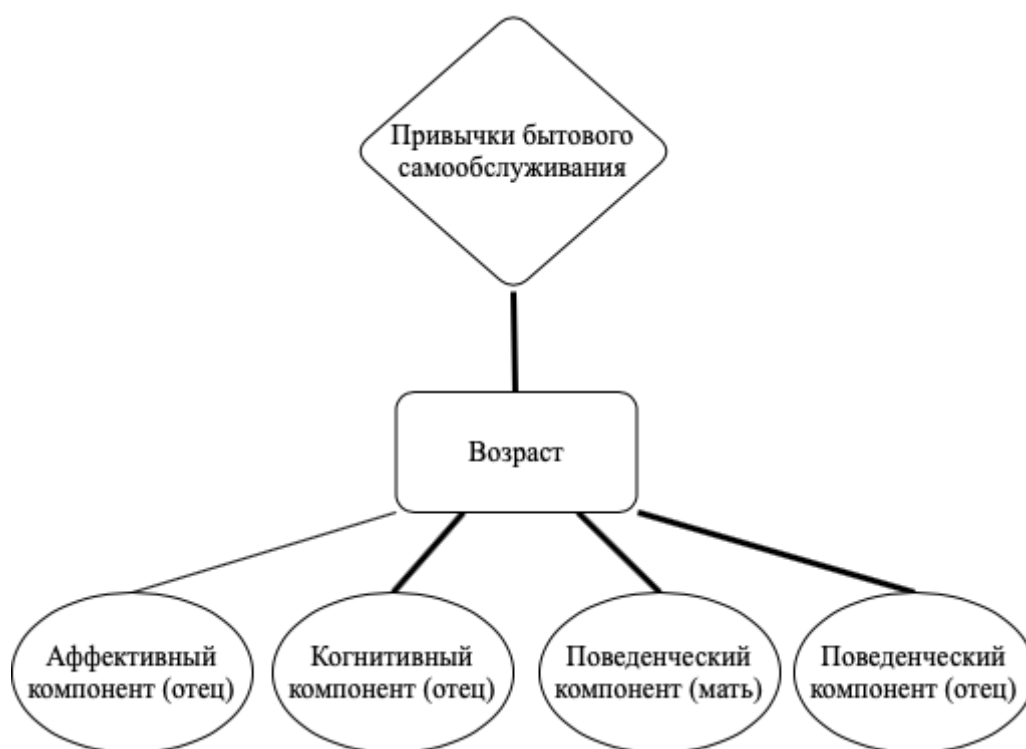 Привычки бытового
самообслуживания
Возраст
Аффективный
компонент (отец)
Когнитивный
компонент (отец)
Поведенческий
компонент (мать)
Поведенческий
компонент (отец)